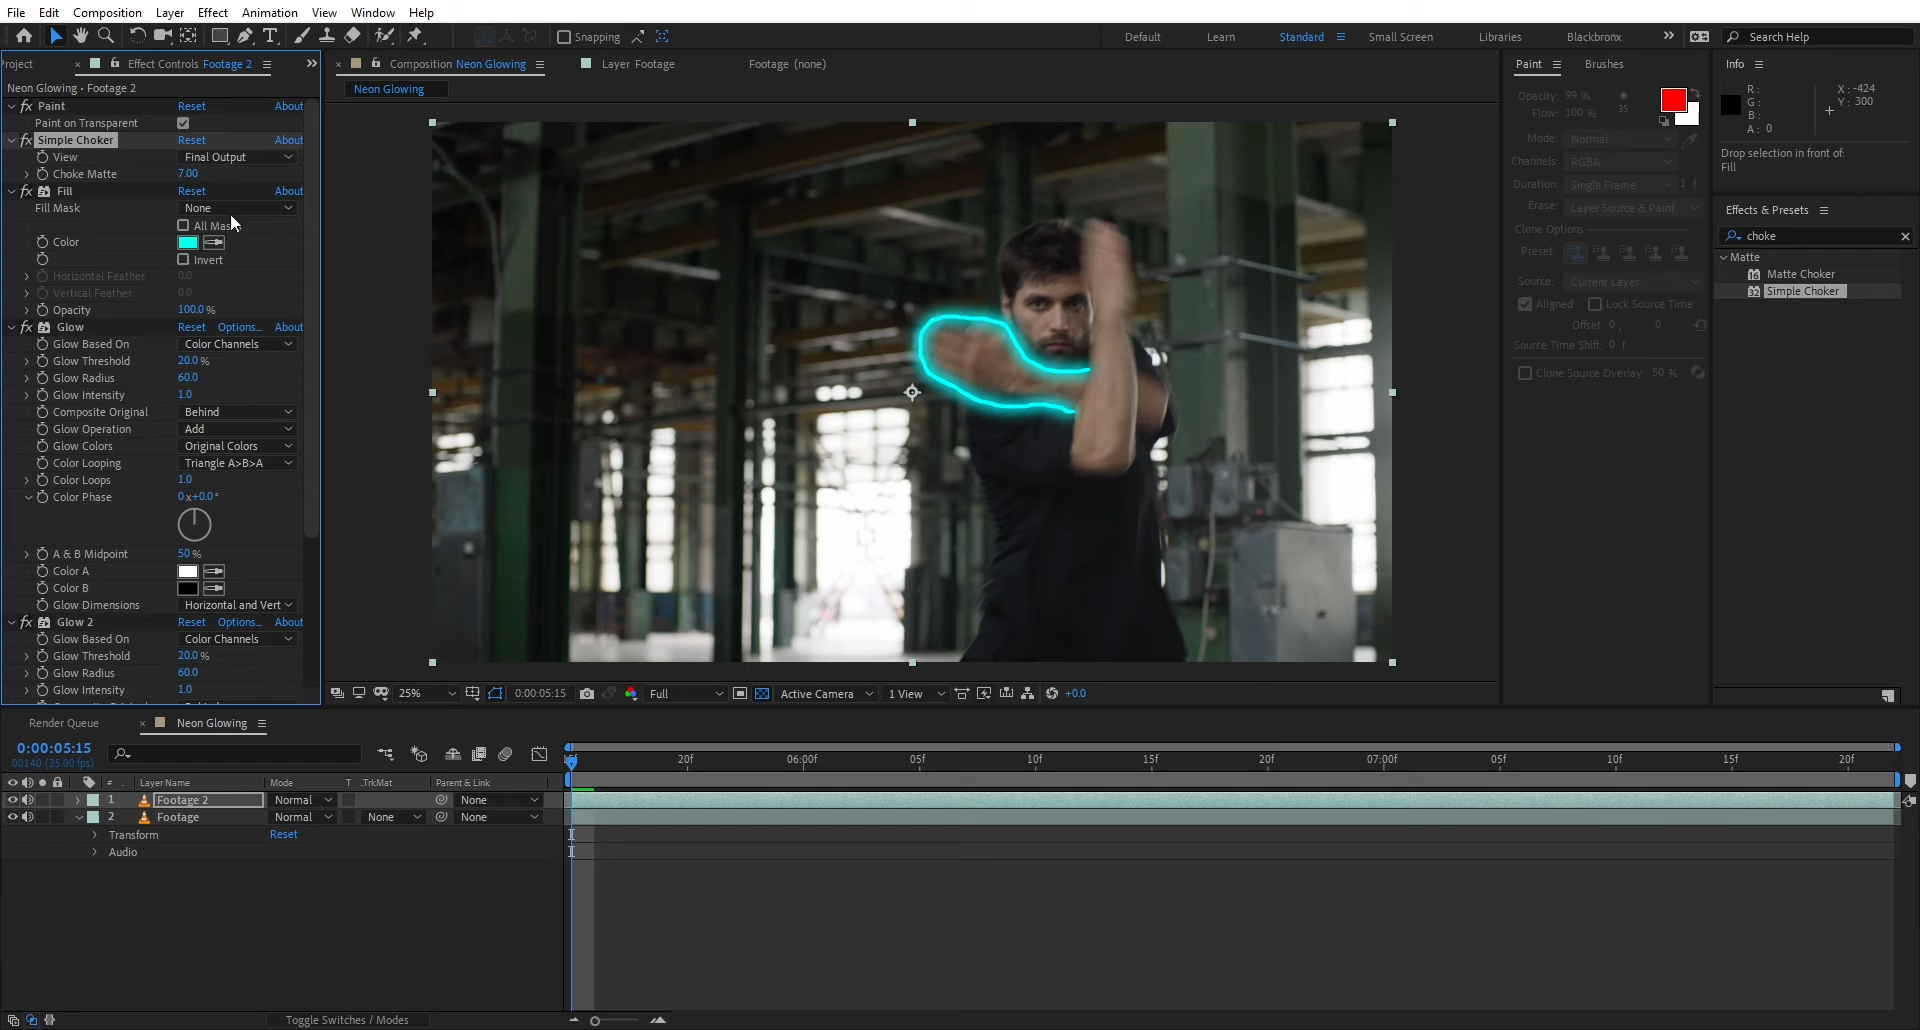 File Edit Composition Layer Effect Animation View Window Help
Snapping Default Learn Standard Small Screen Libraries Blackbronx Search Help
roject Effect Controls Footage 2
Composition Neon Glowing Layer Footage Footage (none)
Neon Glowing • Footage 2
Neon Glowing
fx Paint Reset About
Paint on Transparent
fx Simple Choker Reset About
View Final Output
Choke Matte 7.00
fx Fill Reset About
Fill Mask None
All Mas
Color
Invert
Horizontal Feather 0.0
Vertical Feather 0.0
Opacity 100.0 %
fx Glow Reset Options... About
Glow Based On Color Channels
Glow Threshold 20.0 %
Glow Radius 60.0
Glow Intensity 1.0
Composite Original Behind
Glow Operation Add
Glow Colors Original Colors
Color Looping Triangle A>B>A
Color Loops 1.0
Color Phase 0x+0.0°
A & B Midpoint 50 %
Color A
Color B
Glow Dimensions Horizontal and Vert
fx Glow 2 Reset Options... About
Glow Based On Color Channels
Glow Threshold 20.0 %
Glow Radius 60.0
Glow Intensity 1.0
25% 0:00:05:15 Full Active Camera 1 View +0.0
Paint Brushes
Opacity: 99 %
Flow: 100 % 35
Mode: Normal
Channels: RGBA
Duration: Single Frame 1 f
Erase: Layer Source & Paint
Clone Options
Preset:
Source: Current Layer
Aligned Lock Source Time
Offset: 0, 0
Source Time Shift: 0 f
Clone Source Overlay: 50 %
Info
R: X: -424
G: Y: 300
B:
A: 0
Drop selection in front of:
Fill
Effects & Presets
choke
Matte
16 Matte Choker
32 Simple Choker
Render Queue Neon Glowing
0:00:05:15
00140 (25.00 fps)
# Layer Name Mode T .TrkMat Parent & Link
1 Footage 2 Normal None
2 Footage Normal None None
Transform Reset
Audio
20f 06:00f 05f 10f 15f 20f 07:00f 05f 10f 15f 20f
Toggle Switches / Modes